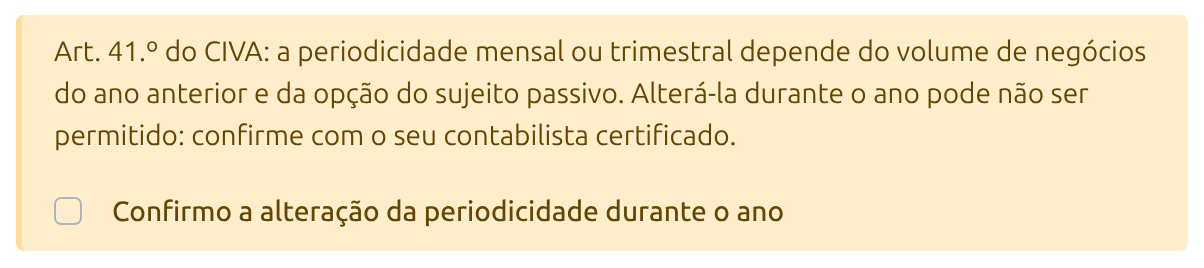 Art. 41.º do CIVA: a periodicidade mensal ou trimestral depende do volume de negócios
do ano anterior e da opção do sujeito passivo. Alterá-la durante o ano pode não ser
permitido: confirme com o seu contabilista certificado.
Confirmo a alteração da periodicidade durante o ano